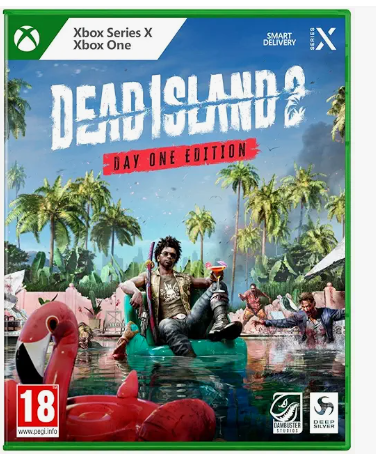 Xbox Series X
Xbox One
SMART
DELIVERY
SERIES X
DEAD ISLAND 2
DAY ONE EDITION
18
www.pegi.info
DAMBUSTER
STUDIOS
DEEP
SILVER